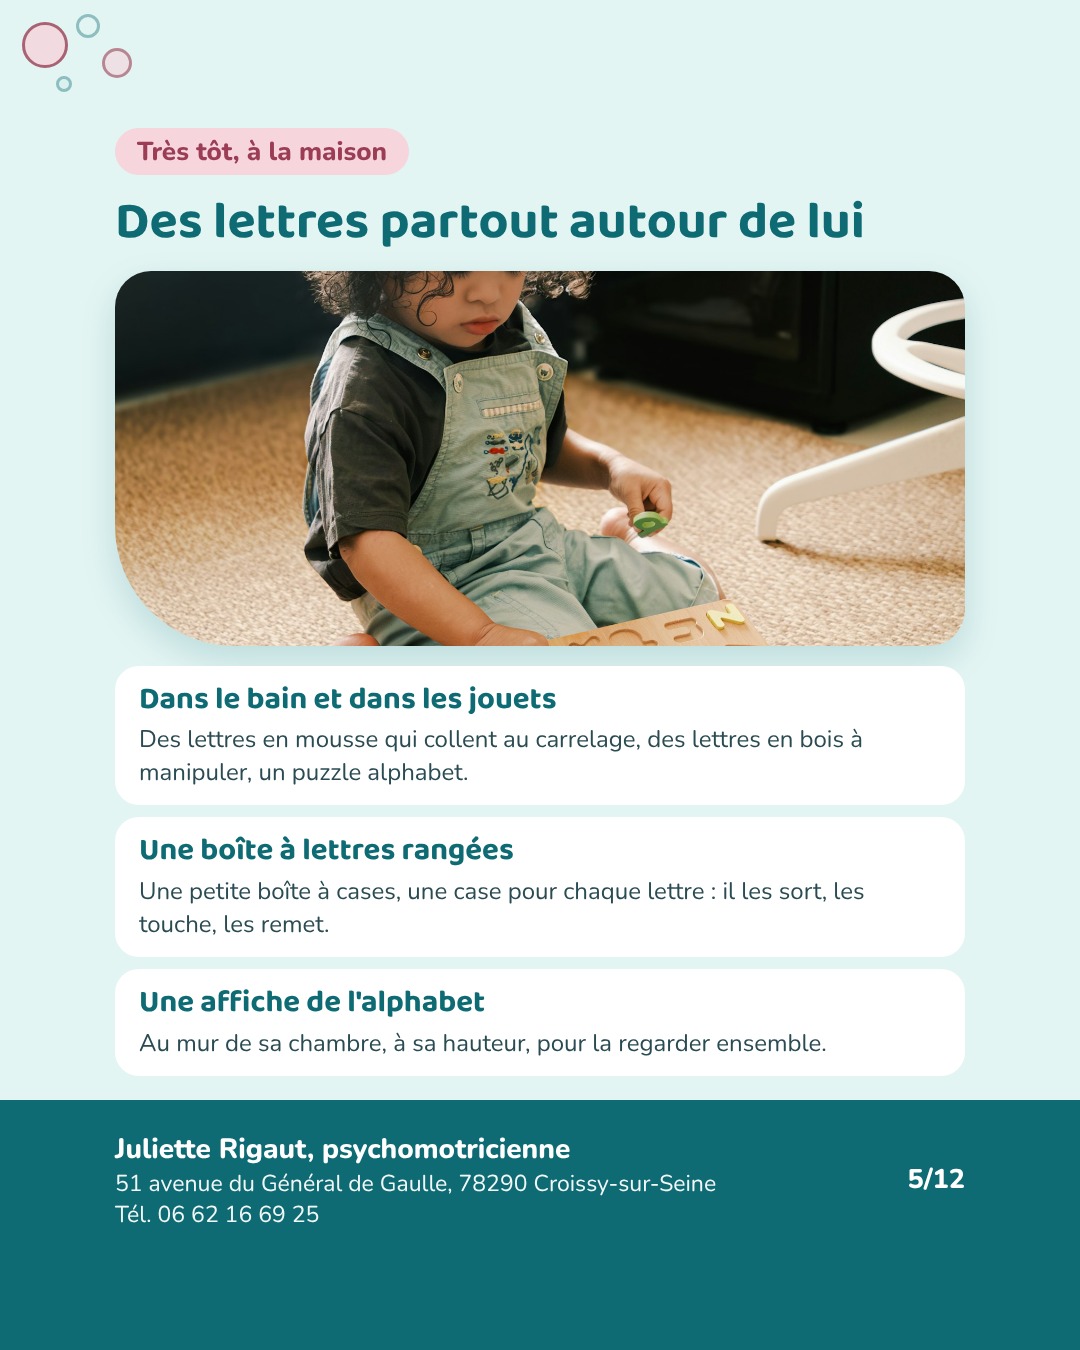 Très tôt, à la maison
Des lettres partout autour de lui
Dans le bain et dans les jouets
Des lettres en mousse qui collent au carrelage, des lettres en bois à
manipuler, un puzzle alphabet.
Une boîte à lettres rangées
Une petite boîte à cases, une case pour chaque lettre : il les sort, les
touche, les remet.
Une affiche de l'alphabet
Au mur de sa chambre, à sa hauteur, pour la regarder ensemble.
Juliette Rigaut, psychomotricienne
51 avenue du Général de Gaulle, 78290 Croissy-sur-Seine
Tél. 06 62 16 69 25
5/12